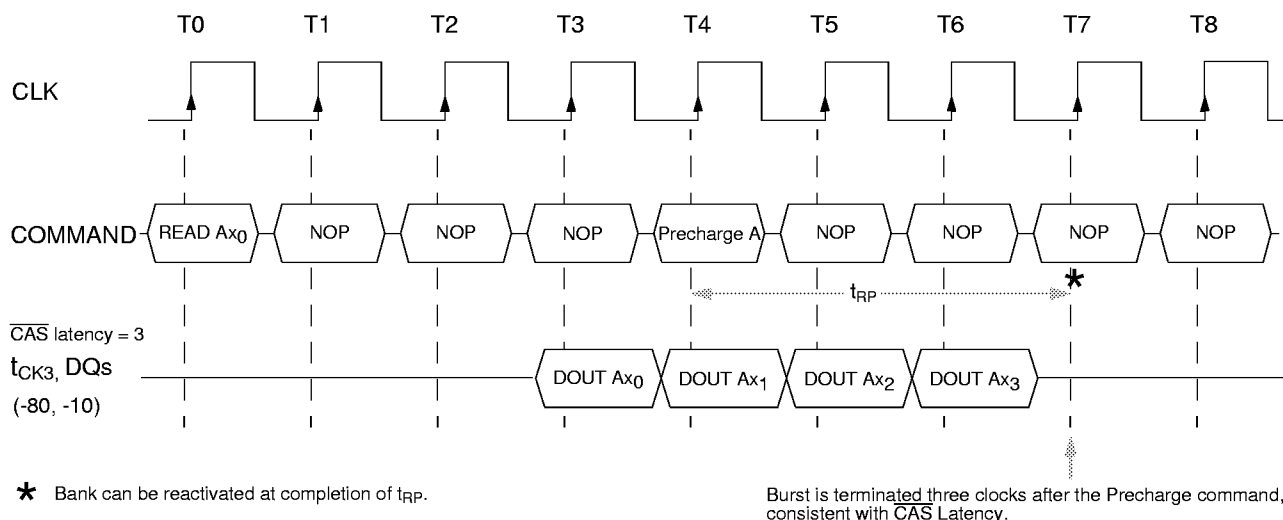 T0 T1 T2 T3 T4 T5 T6 T7 T8
CLK
COMMAND READ Ax0 NOP NOP NOP Precharge A NOP NOP NOP NOP
tRP *
CAS latency = 3
tCK3, DQs DOUT Ax0 DOUT Ax1 DOUT Ax2 DOUT Ax3
(-80, -10)
* Bank can be reactivated at completion of tRP.
Burst is terminated three clocks after the Precharge command,
consistent with CAS Latency.